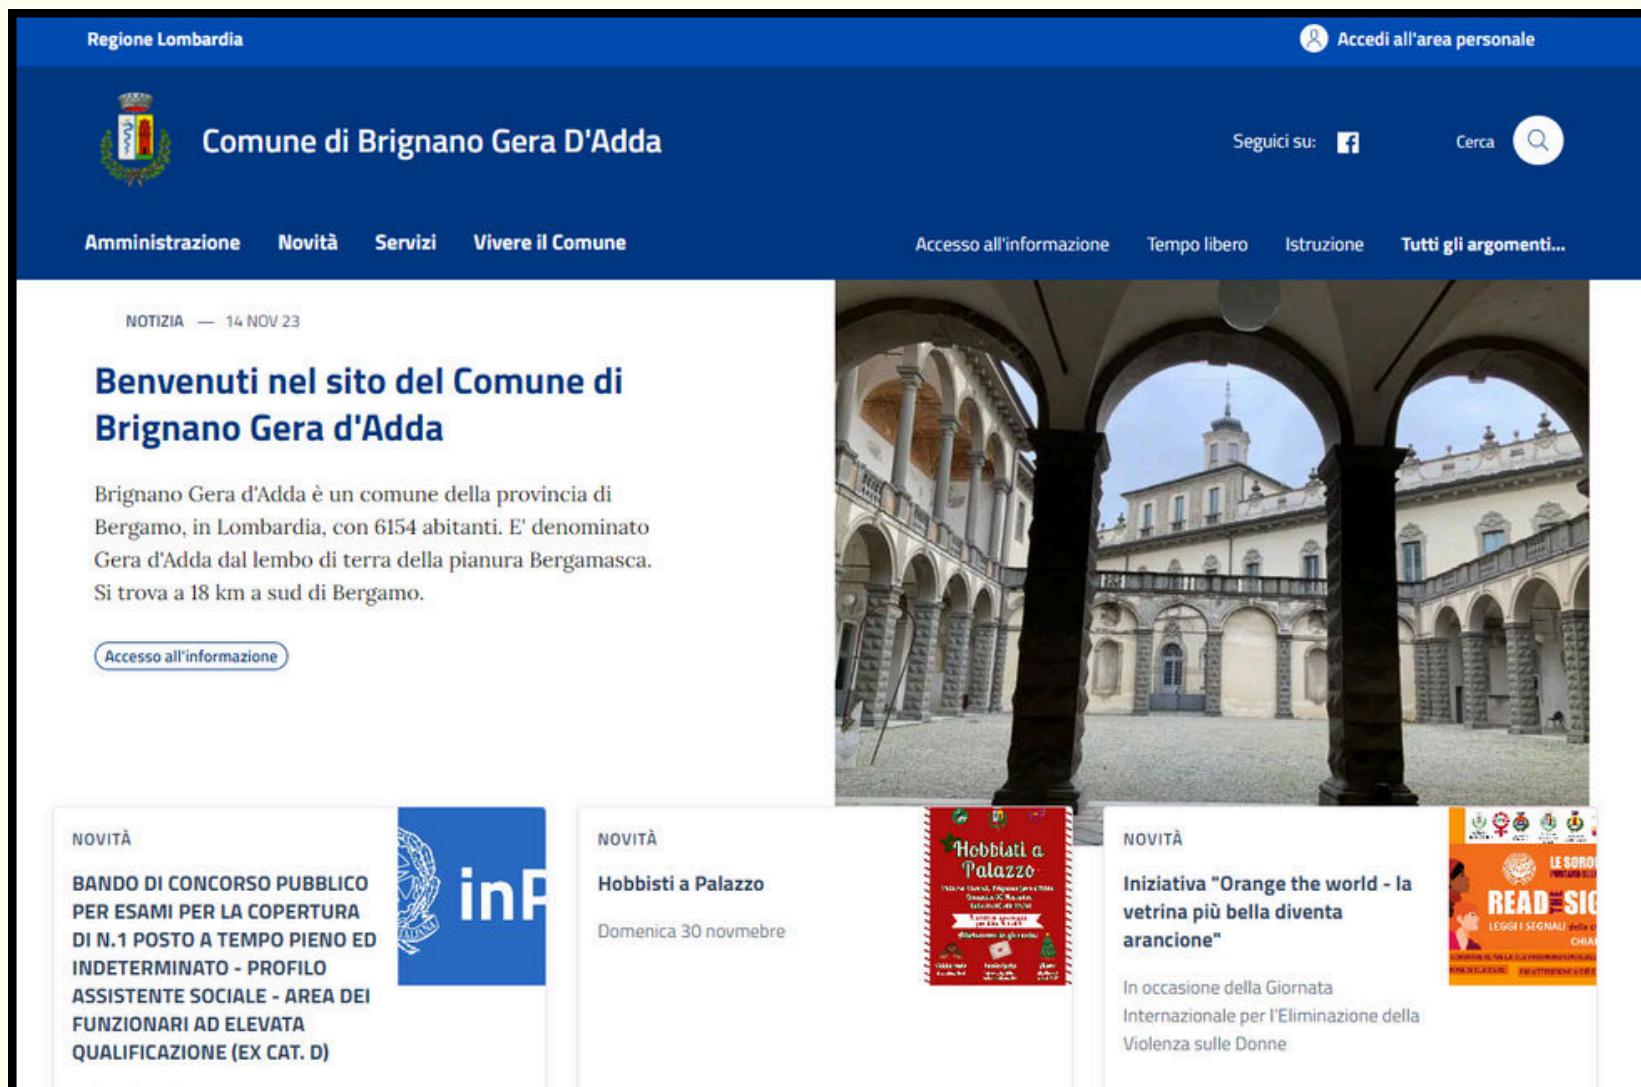 Regione Lombardia
Accedi all'area personale
Comune di Brignano Gera D'Adda
Seguici su:
Cerca
Amministrazione Novità Servizi Vivere il Comune
Accesso all'informazione Tempo libero Istruzione Tutti gli argomenti...
NOTIZIA — 14 NOV 23
Benvenuti nel sito del Comune di
Brignano Gera d'Adda
Brignano Gera d'Adda è un comune della provincia di
Bergamo, in Lombardia, con 6154 abitanti. E' denominato
Gera d'Adda dal lembo di terra della pianura Bergamasca.
Si trova a 18 km a sud di Bergamo.
Accesso all'informazione
NOVITÀ
BANDO DI CONCORSO PUBBLICO
PER ESAMI PER LA COPERTURA
DI N.1 POSTO A TEMPO PIENO ED
INDETERMINATO - PROFILO
ASSISTENTE SOCIALE - AREA DEI
FUNZIONARI AD ELEVATA
QUALIFICAZIONE (EX CAT. D)
inP
NOVITÀ
Hobbisti a Palazzo
Domenica 30 novmebre
Hobbisti a
Palazzo
NOVITÀ
Iniziativa "Orange the world - la
vetrina più bella diventa
arancione"
In occasione della Giornata
Internazionale per l'Eliminazione della
Violenza sulle Donne
LE SORO
READ THE SIG
LEGGI I SEGNALI della
CHIA